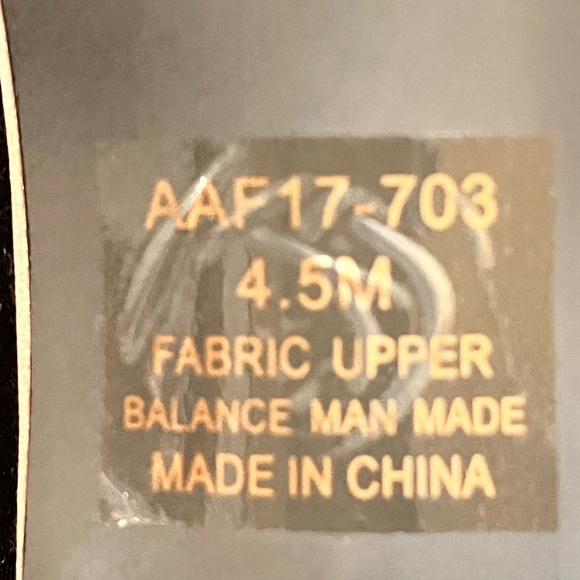 AAF17-703
4.5M
FABRIC UPPER
BALANCE MAN MADE
MADE IN CHINA